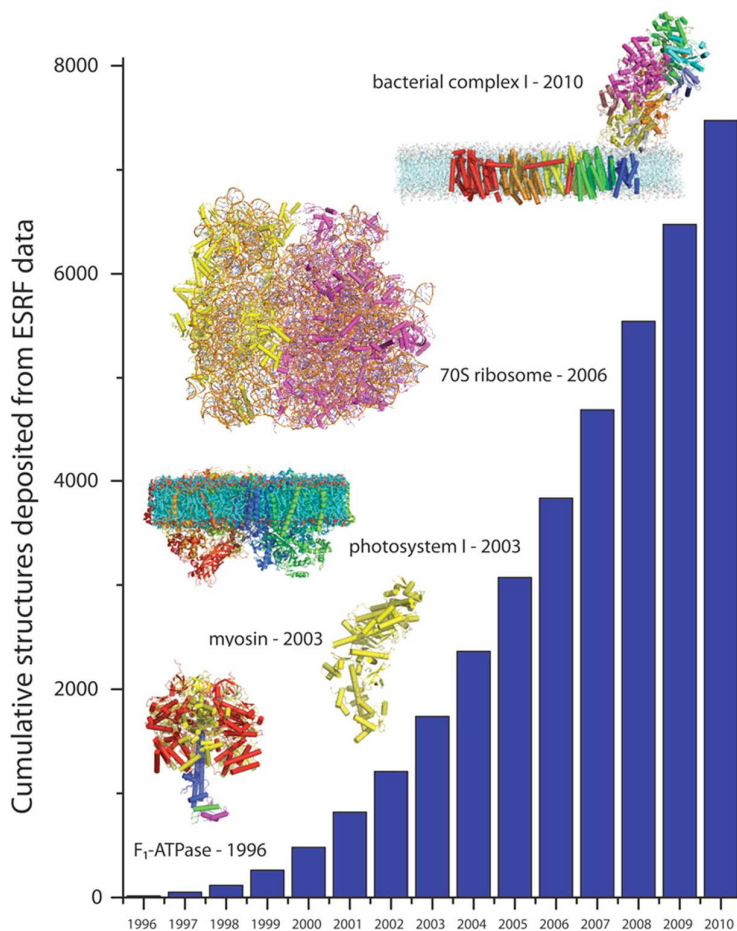 Cumulative structures deposited from ESRF data
8000
6000
4000
2000
0
bacterial complex I - 2010
70S ribosome - 2006
photosystem I - 2003
myosin - 2003
F₁-ATPase - 1996
1996 1997 1998 1999 2000 2001 2002 2003 2004 2005 2006 2007 2008 2009 2010